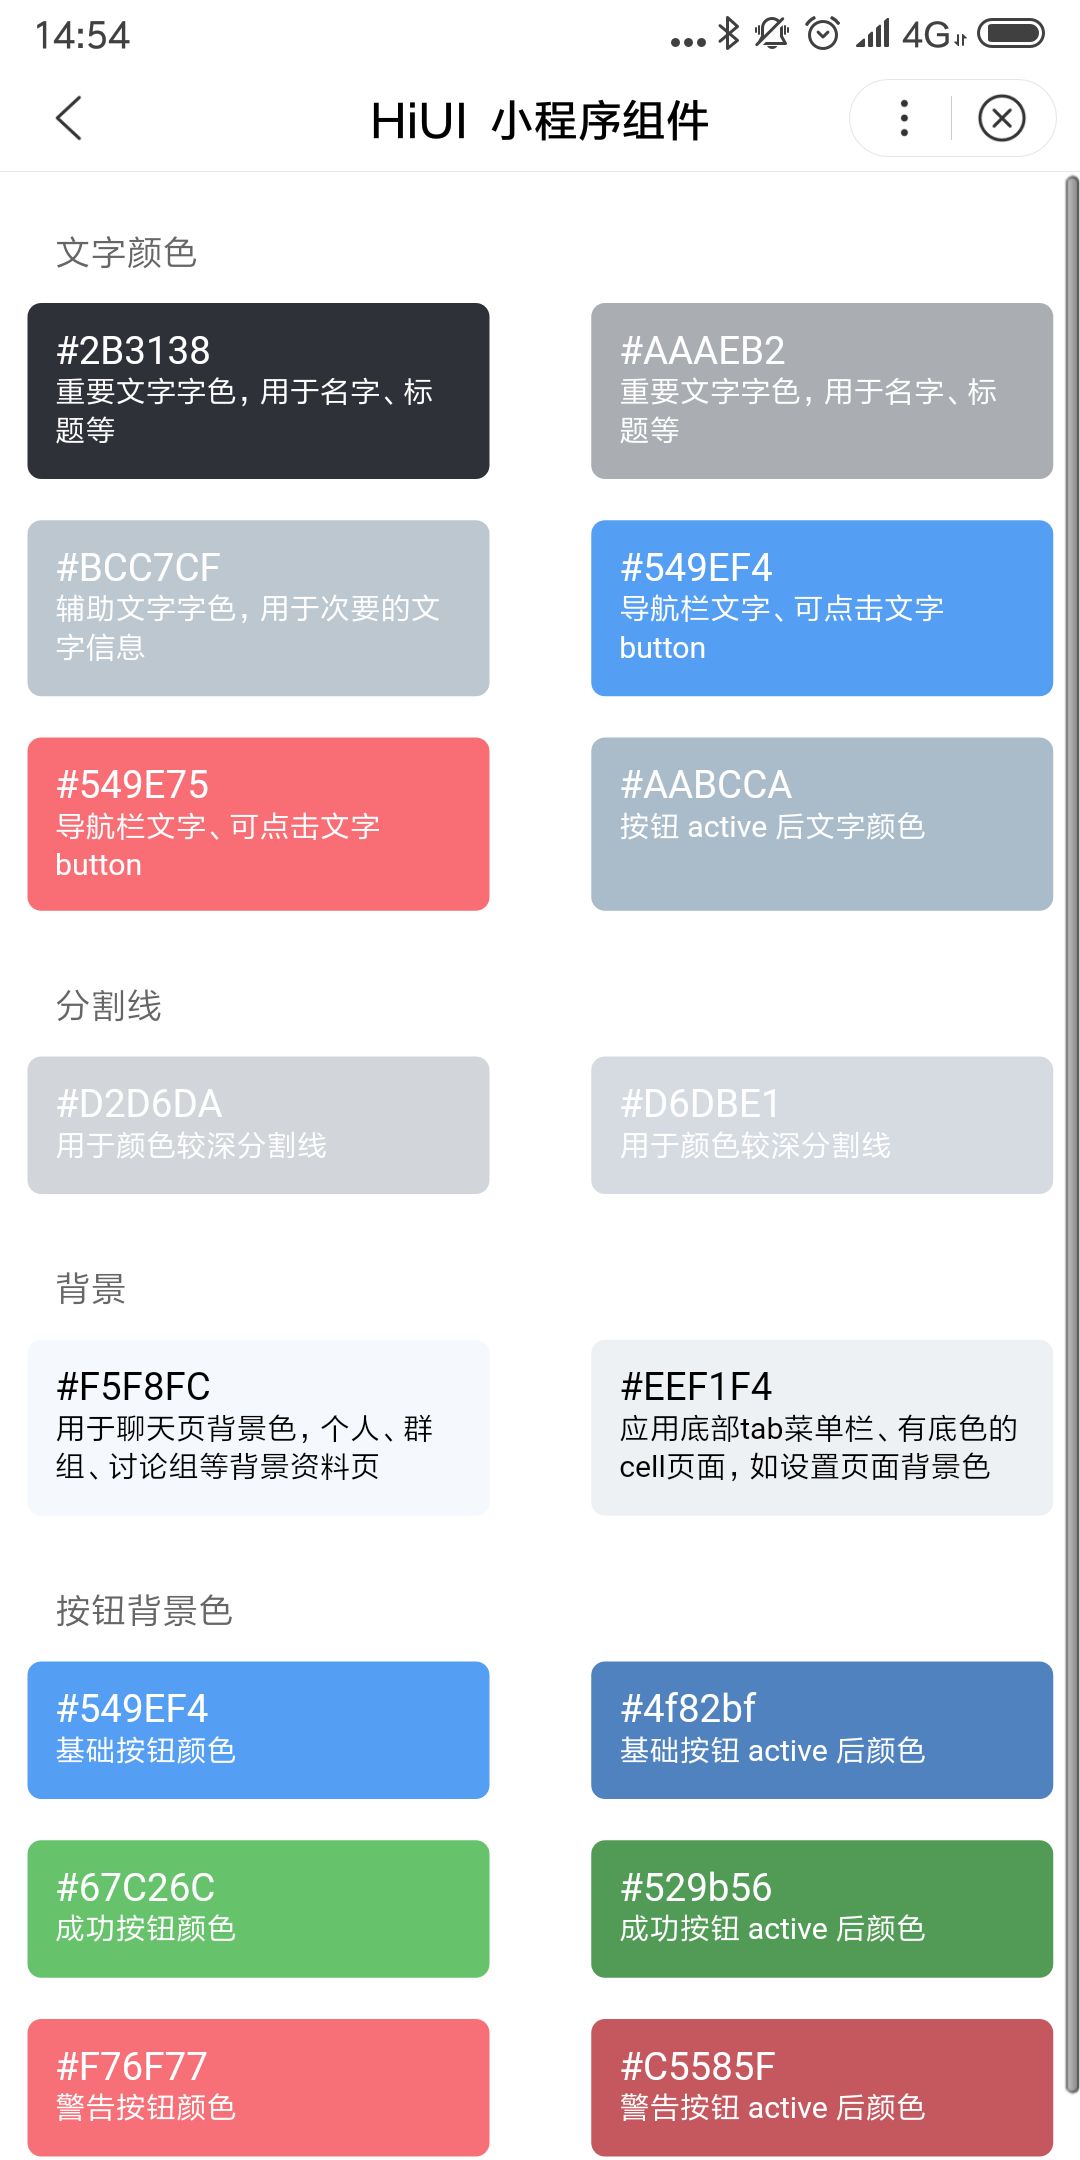 14:54
4G
HiUI 小程序组件
文字颜色
#2B3138
重要文字字色，用于名字、标
题等
#AAAEB2
重要文字字色，用于名字、标
题等
#BCC7CF
辅助文字字色，用于次要的文
字信息
#549EF4
导航栏文字、可点击文字
button
#549E75
导航栏文字、可点击文字
button
#AABCCA
按钮 active 后文字颜色
分割线
#D2D6DA
用于颜色较深分割线
#D6DBE1
用于颜色较深分割线
背景
#F5F8FC
用于聊天页背景色，个人、群
组、讨论组等背景资料页
#EEF1F4
应用底部tab菜单栏、有底色的
cell页面，如设置页面背景色
按钮背景色
#549EF4
基础按钮颜色
#4f82bf
基础按钮 active 后颜色
#67C26C
成功按钮颜色
#529b56
成功按钮 active 后颜色
#F76F77
警告按钮颜色
#C5585F
警告按钮 active 后颜色